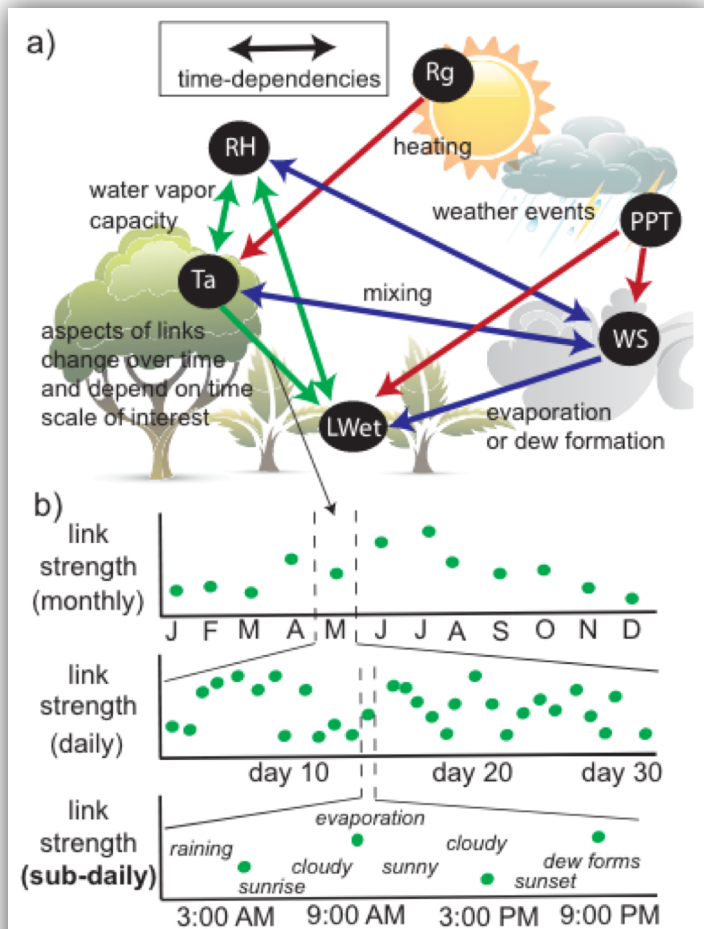 a)
time-dependencies
Rg
RH
heating
water vapor
capacity
weather events
PPT
Ta
mixing
WS
aspects of links
change over time
and depend on time
scale of interest
LWet
evaporation
or dew formation
b)
link
strength
(monthly)
J F M A M J J A S O N D
link
strength
(daily)
day 10 day 20 day 30
link
strength
(sub-daily)
evaporation
raining
cloudy
sunrise
cloudy
sunny
dew forms
sunset
3:00 AM 9:00 AM 3:00 PM 9:00 PM